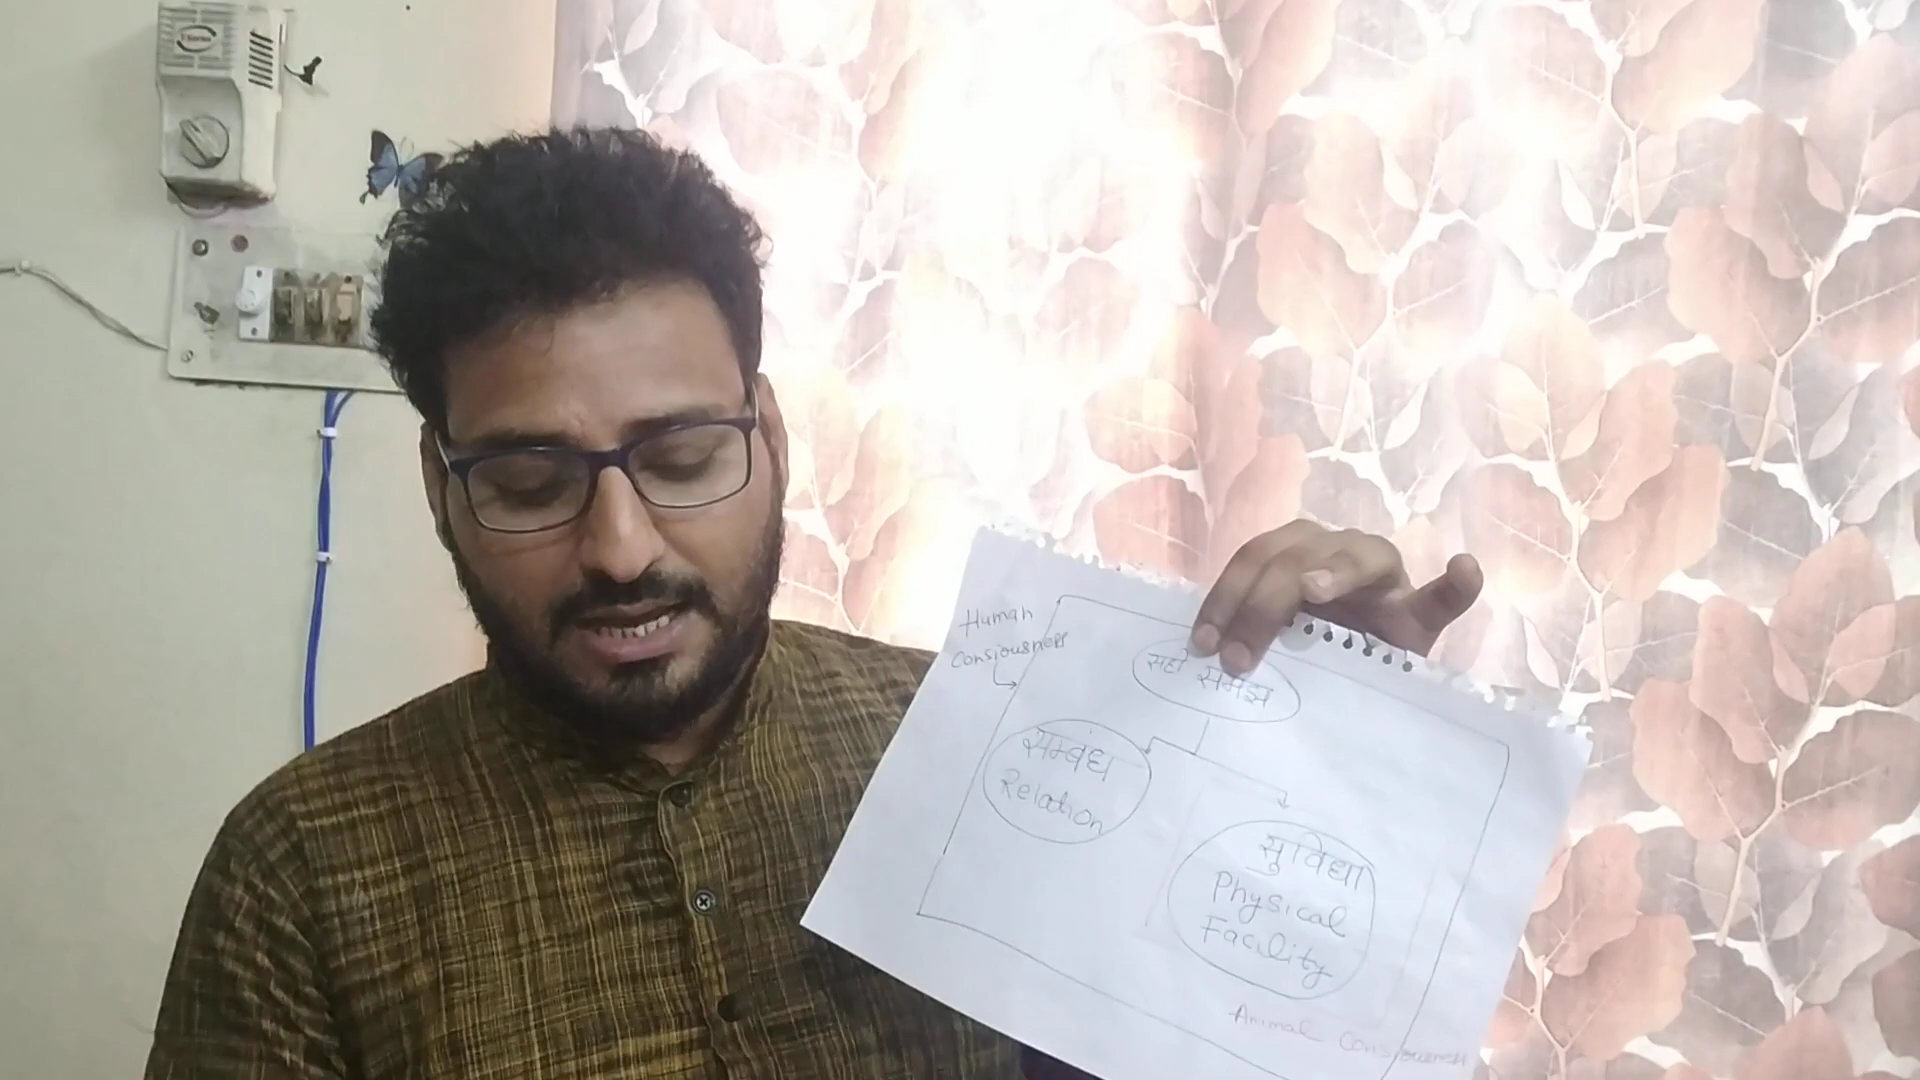 Human
Consiousness
सही समझ
सम्बंध
Relation
सुविधा
Physical
Facility
Animal Consiousness